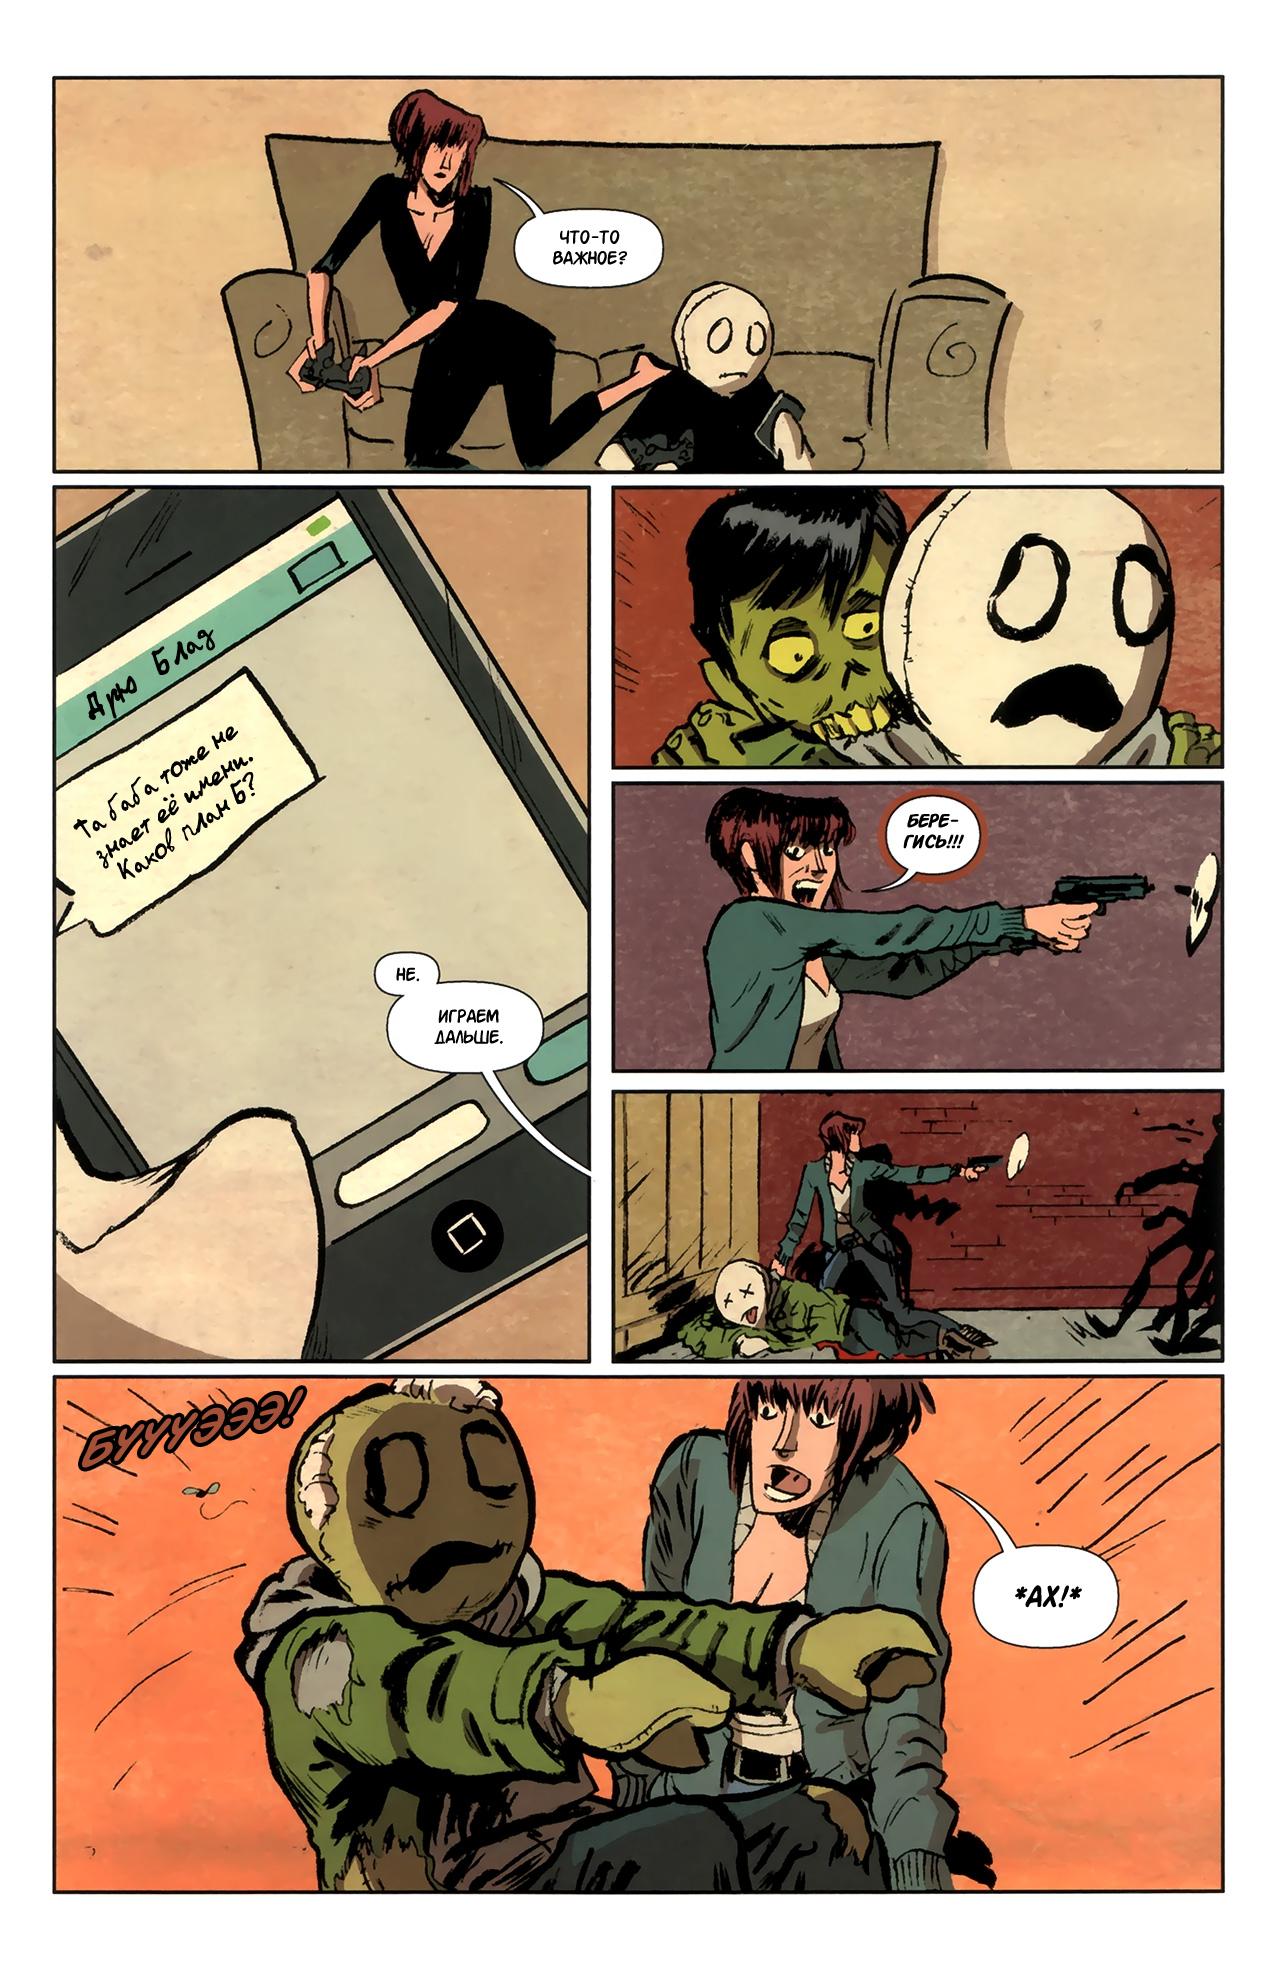 ЧТО-ТО
ВАЖНОЕ?
Дрю Блад
Та баба тоже не
знает её имени.
Каков план Б?
НЕ.
ИГРАЕМ
ДАЛЬШЕ.
БЕРЕ-
ГИСЬ!!!
БУУУЭЭЭ!
*АХ!*